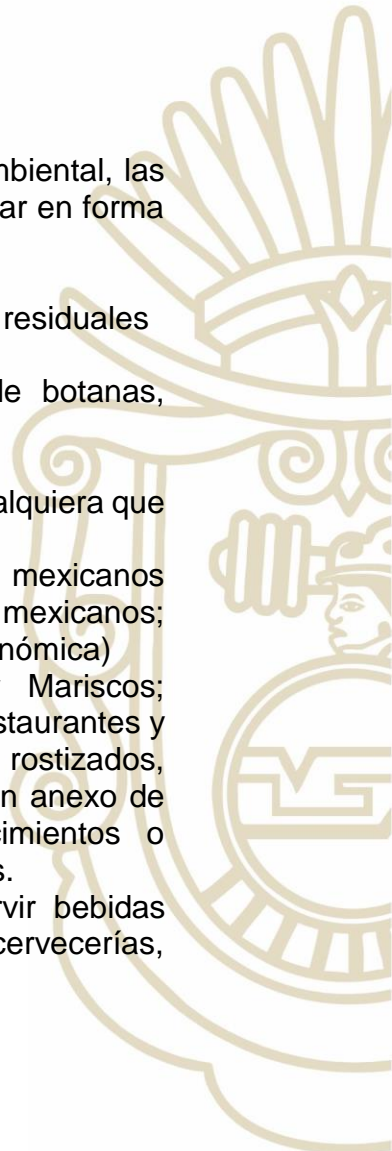 mbiental, las
ar en forma
residuales
le botanas,
alquiera que
mexicanos
mexicanos;
nómica)
Mariscos;
staurantes y
rostizados,
n anexo de
cimientos o
s.
rvir bebidas
cervecerías,